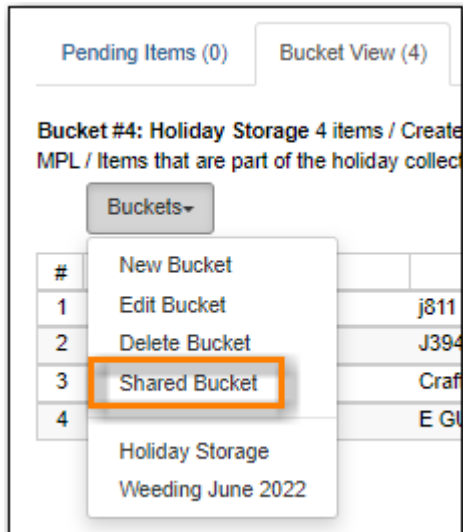 Pending Items (0) Bucket View (4)
Bucket #4: Holiday Storage 4 items / Create
MPL / Items that are part of the holiday collect
Buckets
#
New Bucket
1 Edit Bucket j811
2 Delete Bucket J394
3 Shared Bucket Craft
4 E GU
Holiday Storage
Weeding June 2022